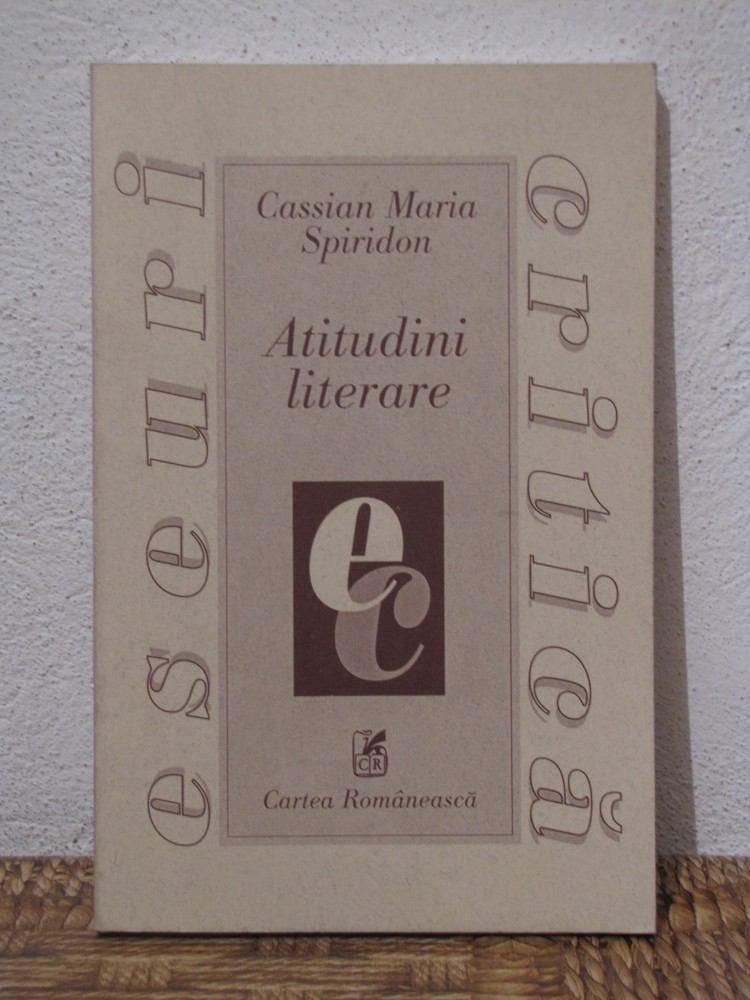 eseuri
Cassian Maria
Spiridon
Atitudini
literare
ec
CR
Cartea Românească
critică